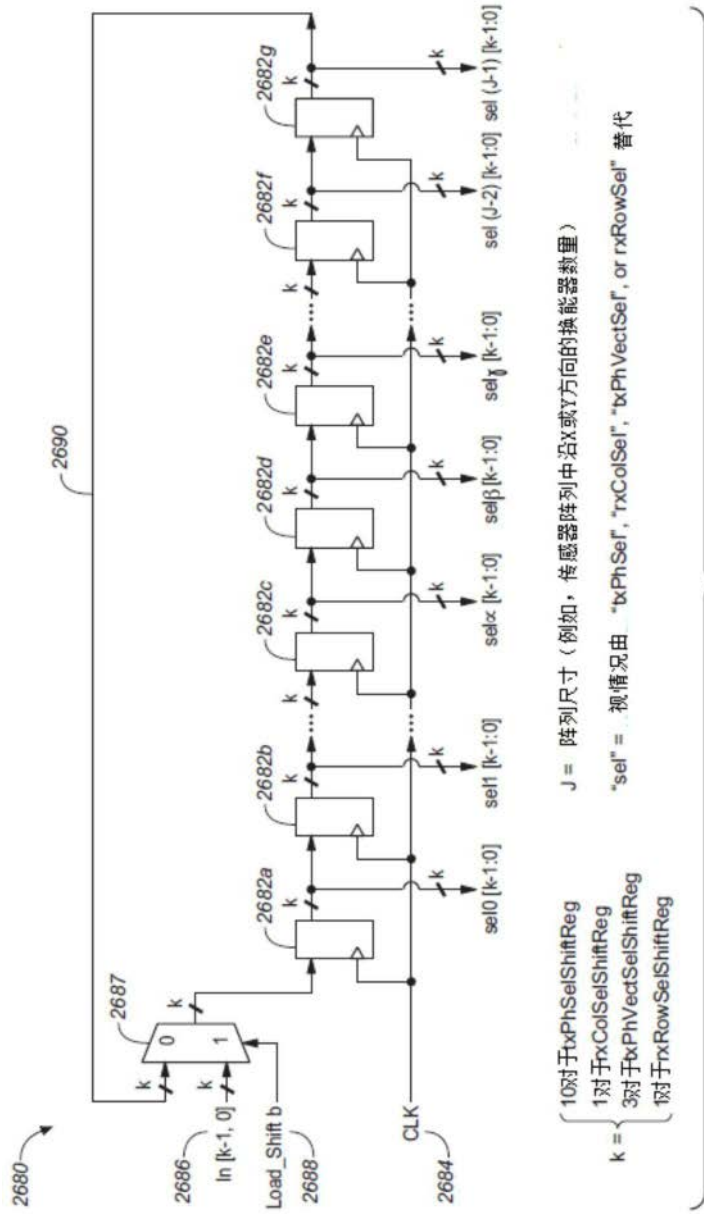 2680
2690
2687
0
1
k
k
k
2686
In [k-1, 0]
Load_Shift b
2688
CLK
2684
2682a
k
k
sel0 [k-1:0]
2682b
k
k
sel1 [k-1:0]
k
2682c
k
k
sel∝ [k-1:0]
2682d
k
k
selβ [k-1:0]
2682e
k
k
selɣ [k-1:0]
k
2682f
k
k
sel (J-2) [k-1:0]
2682g
k
k
sel (J-1) [k-1:0]
k =
10对于txPhSelShiftReg
1对于rxColSelShiftReg
3对于txPhVectSelShiftReg
1对于rxRowSelShiftReg
J = 阵列尺寸（例如，传感器阵列中沿X或Y方向的换能器数量）
"sel" = 视情况由 "txPhSel", "rxColSel", "txPhVectSel", or rxRowSel" 替代